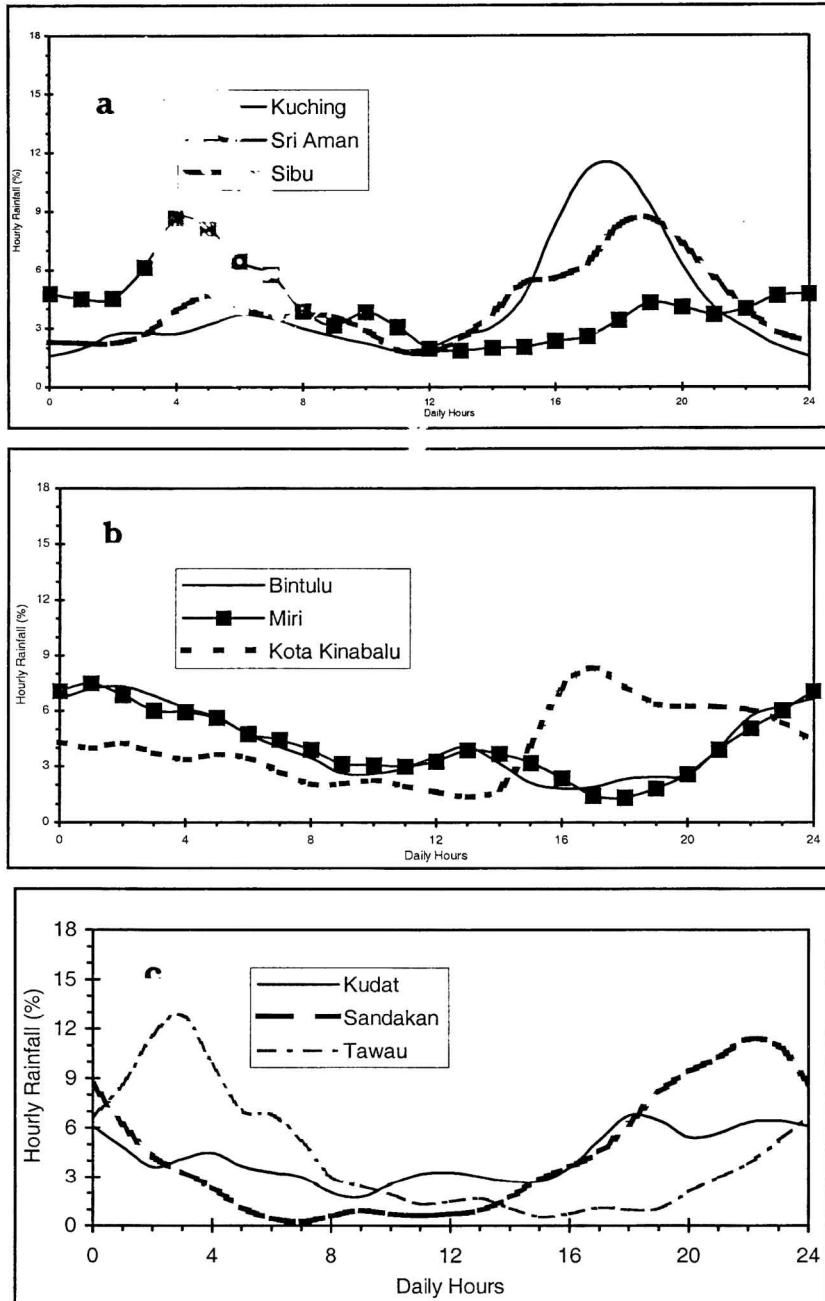 18
15
12
9
6
3
0
Hourly Rainfall (%)
a
Kuching
Sri Aman
Sibu
0 4 8 12 16 20 24
Daily Hours
18
15
12
9
6
3
0
Hourly Rainfall (%)
b
Bintulu
Miri
Kota Kinabalu
0 4 8 12 16 20 24
Daily Hours
18
15
12
9
6
3
0
Hourly Rainfall (%)
c
Kudat
Sandakan
Tawau
0 4 8 12 16 20 24
Daily Hours